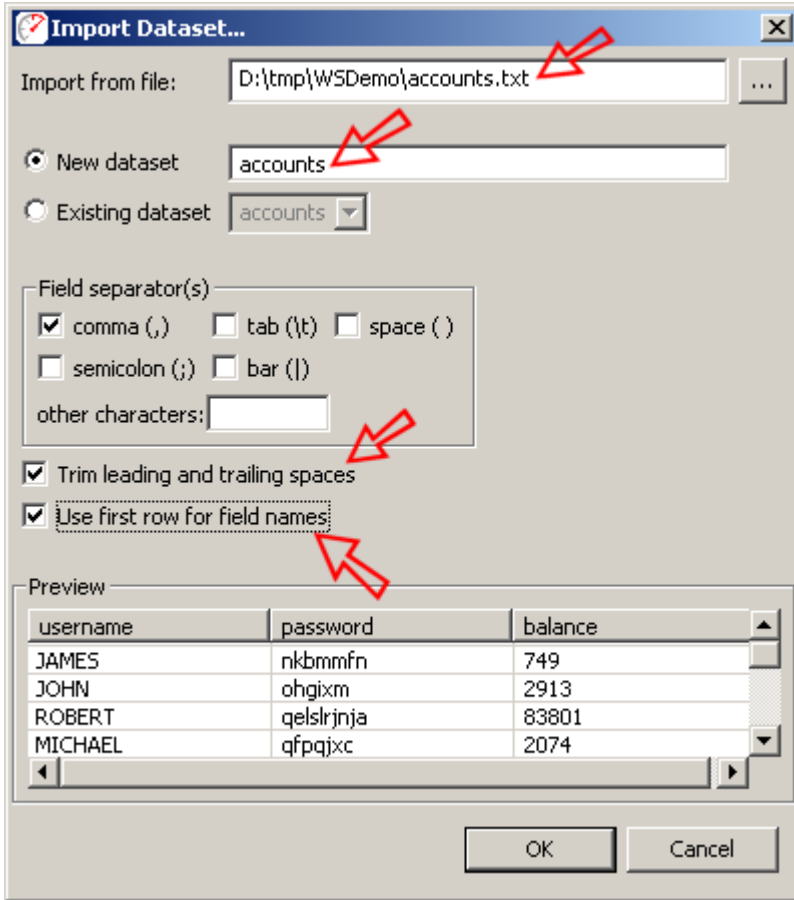 Import Dataset...
Import from file: D:\tmp\WSDemo\accounts.txt ...
New dataset accounts
Existing dataset accounts
Field separator(s)
comma (,) tab (\t) space ( )
semicolon (;) bar (|)
other characters:
Trim leading and trailing spaces
Use first row for field names
Preview
username password balance
JAMES nkbmmfn 749
JOHN ohgixm 2913
ROBERT qelslrjnja 83801
MICHAEL qfpqjxc 2074
OK Cancel